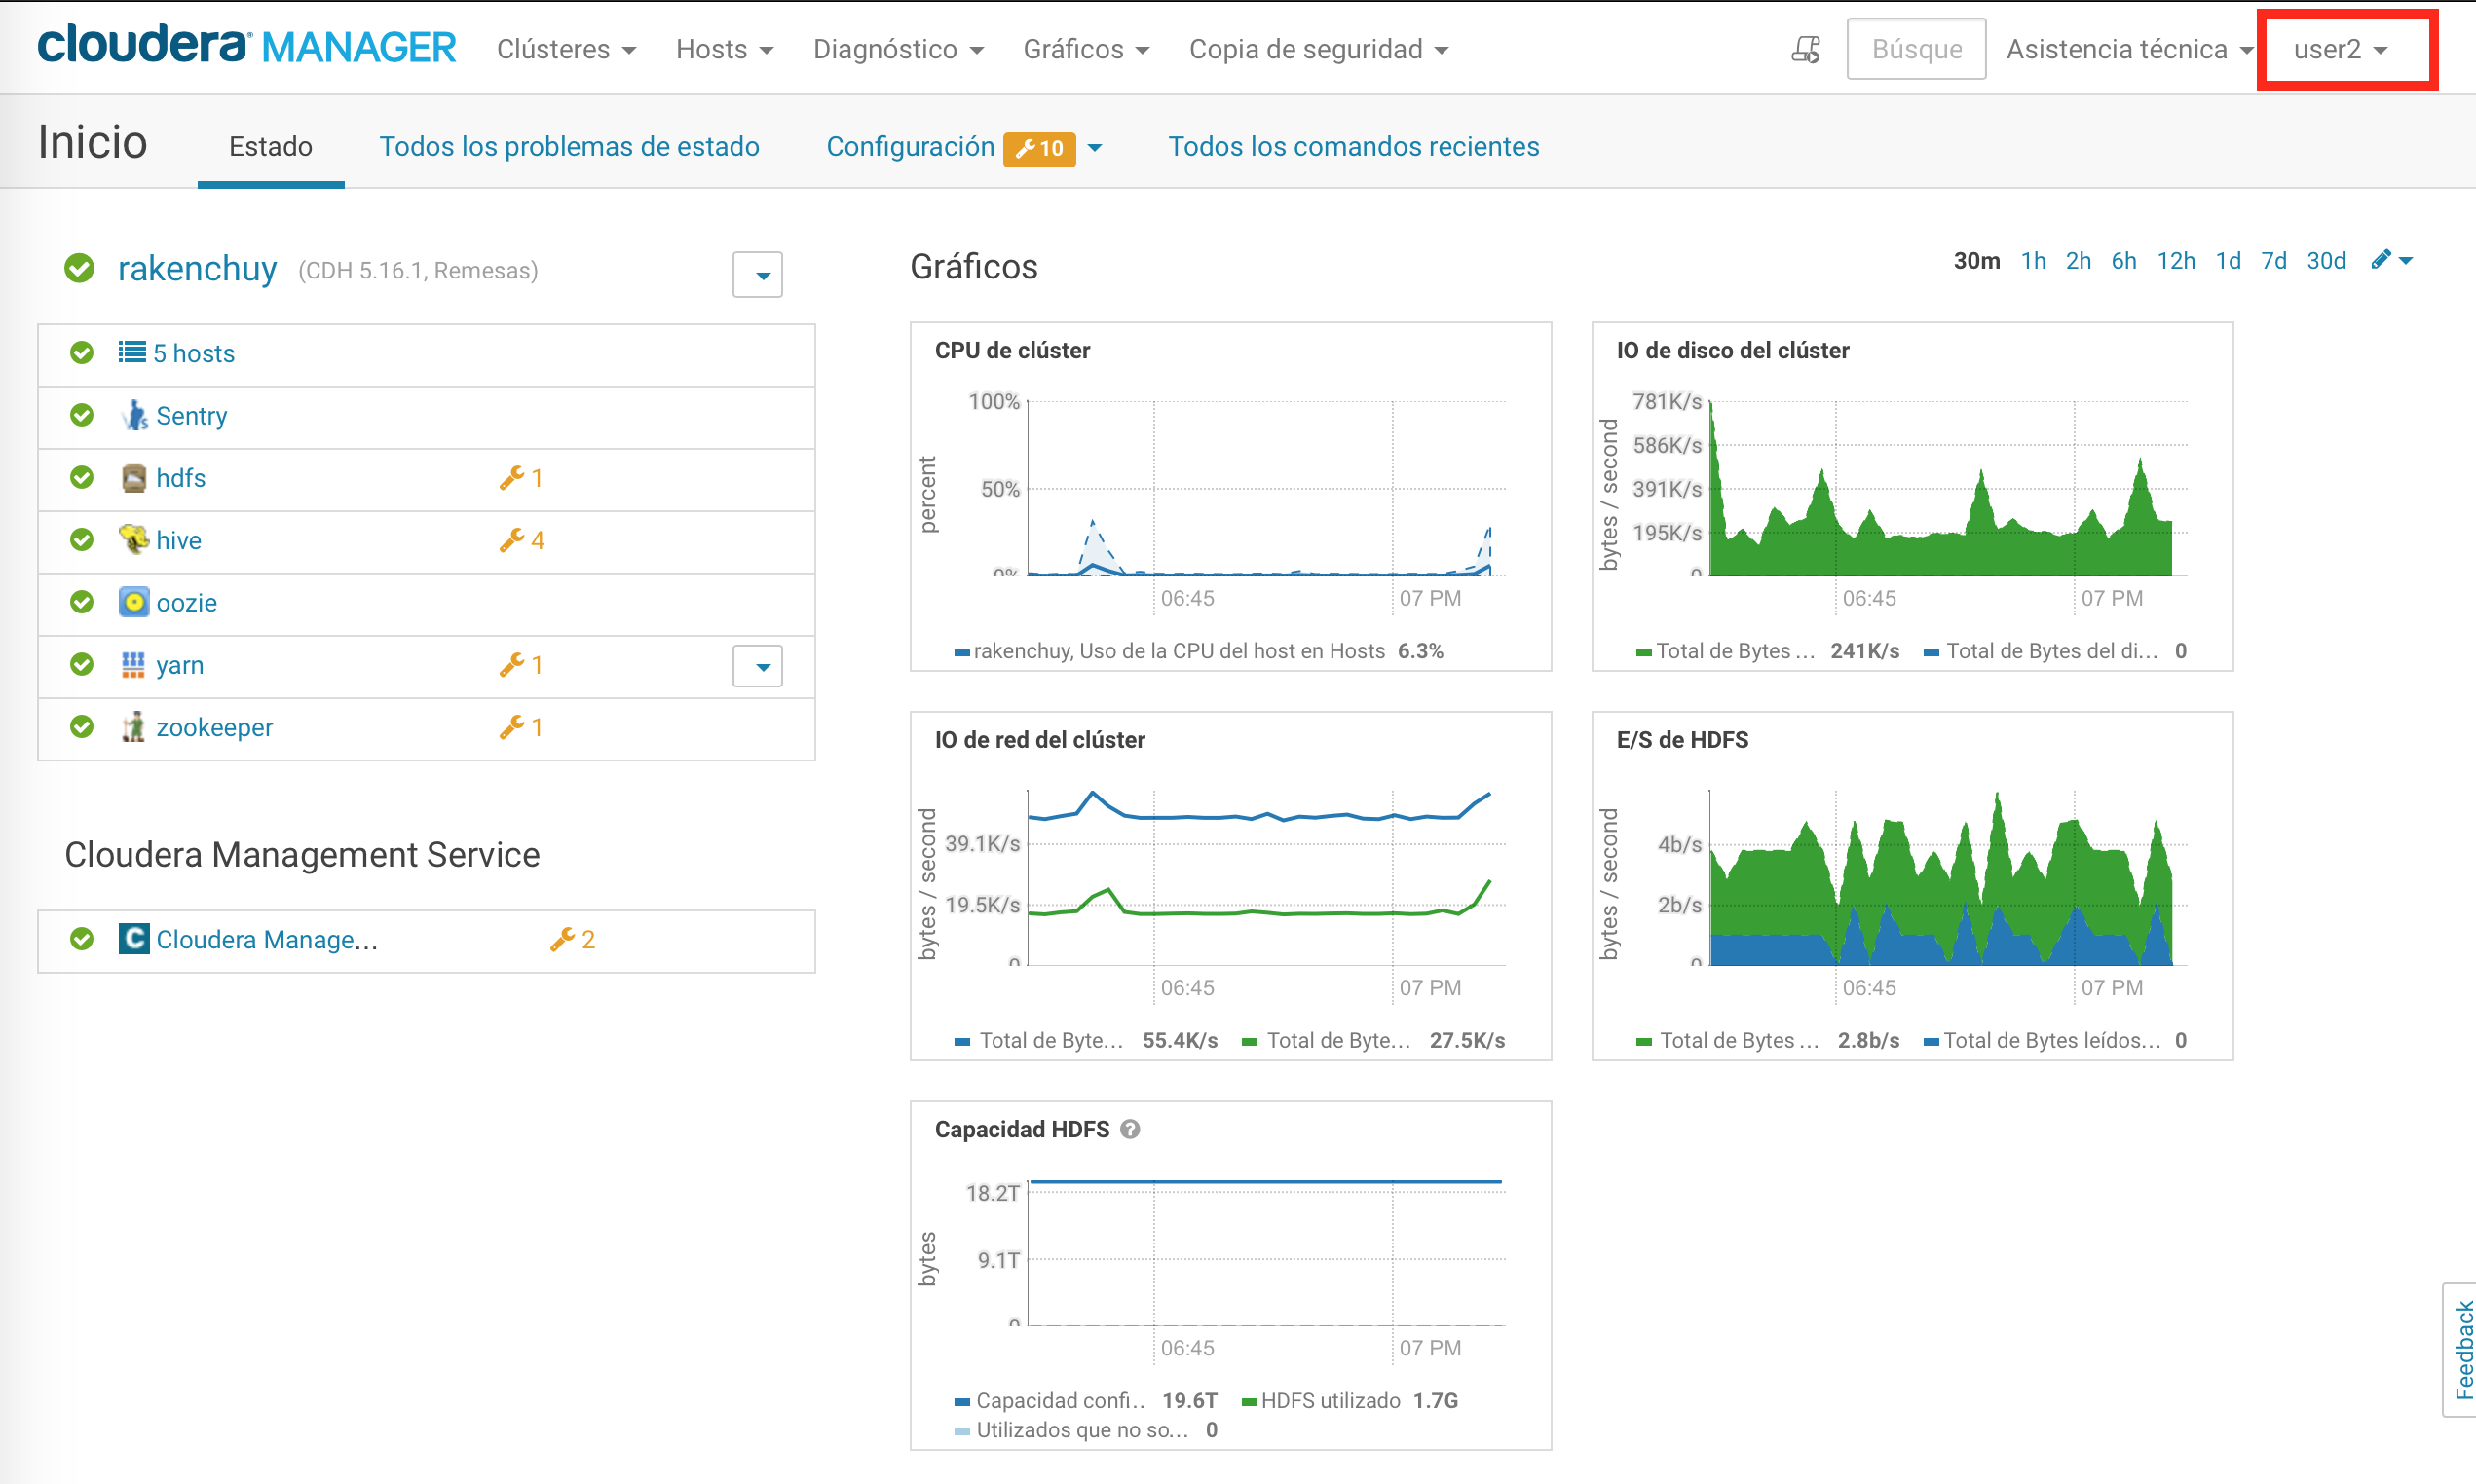 cloudera MANAGER Clústeres Hosts Diagnóstico Gráficos Copia de seguridad Búsque Asistencia técnica user2
Inicio Estado Todos los problemas de estado Configuración 10 Todos los comandos recientes
rakenchuy (CDH 5.16.1, Remesas)
5 hosts
Sentry
hdfs 1
hive 4
oozie
yarn 1
zookeeper 1
Cloudera Management Service
Cloudera Manage... 2
Gráficos 30m 1h 2h 6h 12h 1d 7d 30d
CPU de clúster
percent
100%
50%
0%
06:45 07 PM
rakenchuy, Uso de la CPU del host en Hosts 6.3%
IO de disco del clúster
bytes / second
781K/s
586K/s
391K/s
195K/s
0
06:45 07 PM
Total de Bytes ... 241K/s Total de Bytes del di... 0
IO de red del clúster
bytes / second
39.1K/s
19.5K/s
0
06:45 07 PM
Total de Byte... 55.4K/s Total de Byte... 27.5K/s
E/S de HDFS
bytes / second
4b/s
2b/s
0
06:45 07 PM
Total de Bytes ... 2.8b/s Total de Bytes leídos... 0
Capacidad HDFS ?
bytes
18.2T
9.1T
0
06:45 07 PM
Capacidad confi... 19.6T HDFS utilizado 1.7G
Utilizados que no so... 0
Feedback